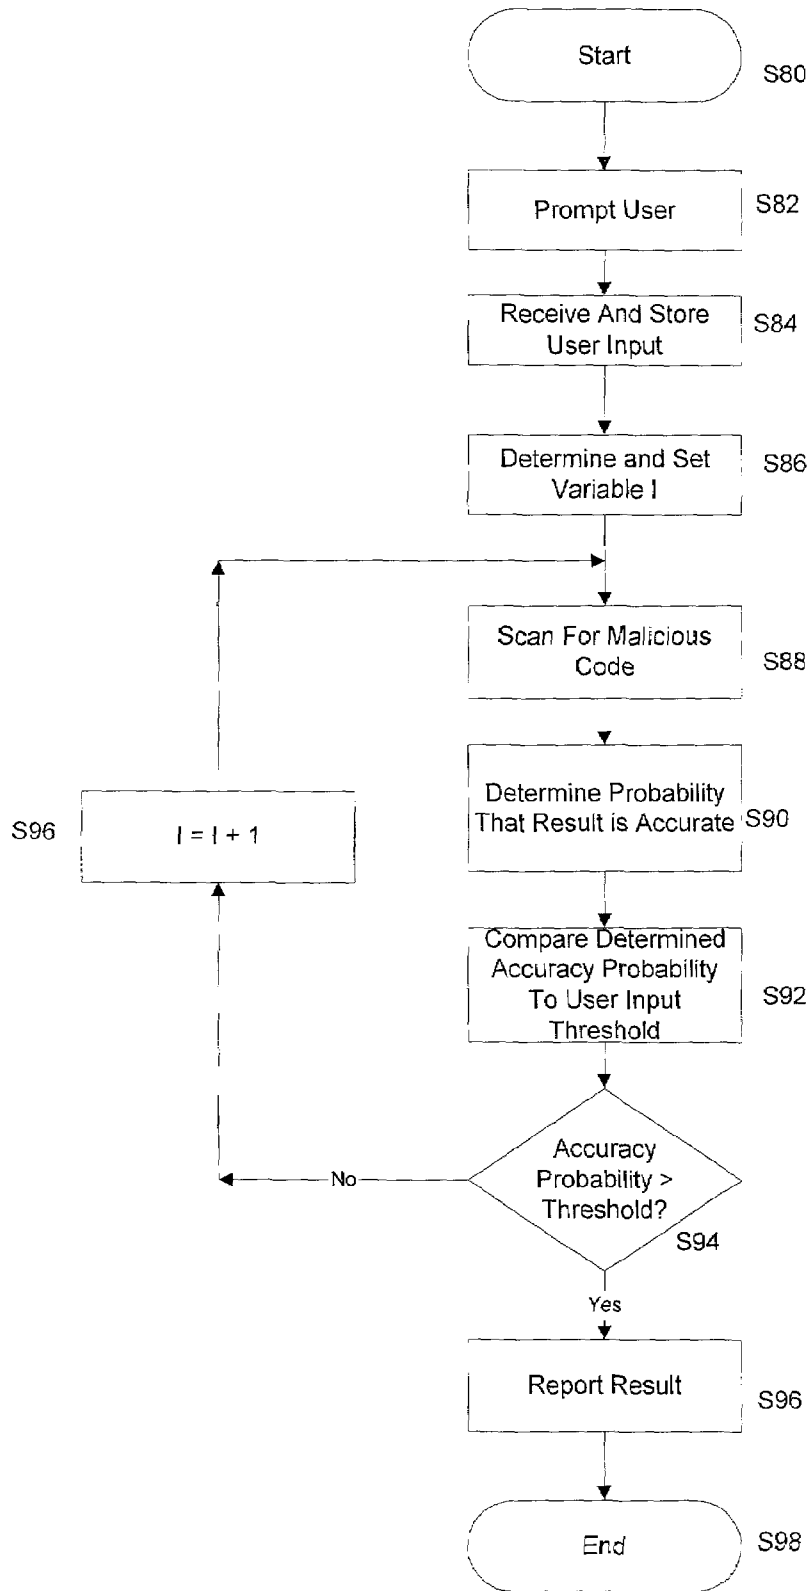 Start
S80
Prompt User
S82
Receive And Store
User Input
S84
Determine and Set
Variable I
S86
Scan For Malicious
Code
S88
Determine Probability
That Result is Accurate
S90
S96
I = I + 1
Compare Determined
Accuracy Probability
To User Input
Threshold
S92
Accuracy
Probability >
Threshold?
S94
No
Yes
Report Result
S96
End
S98